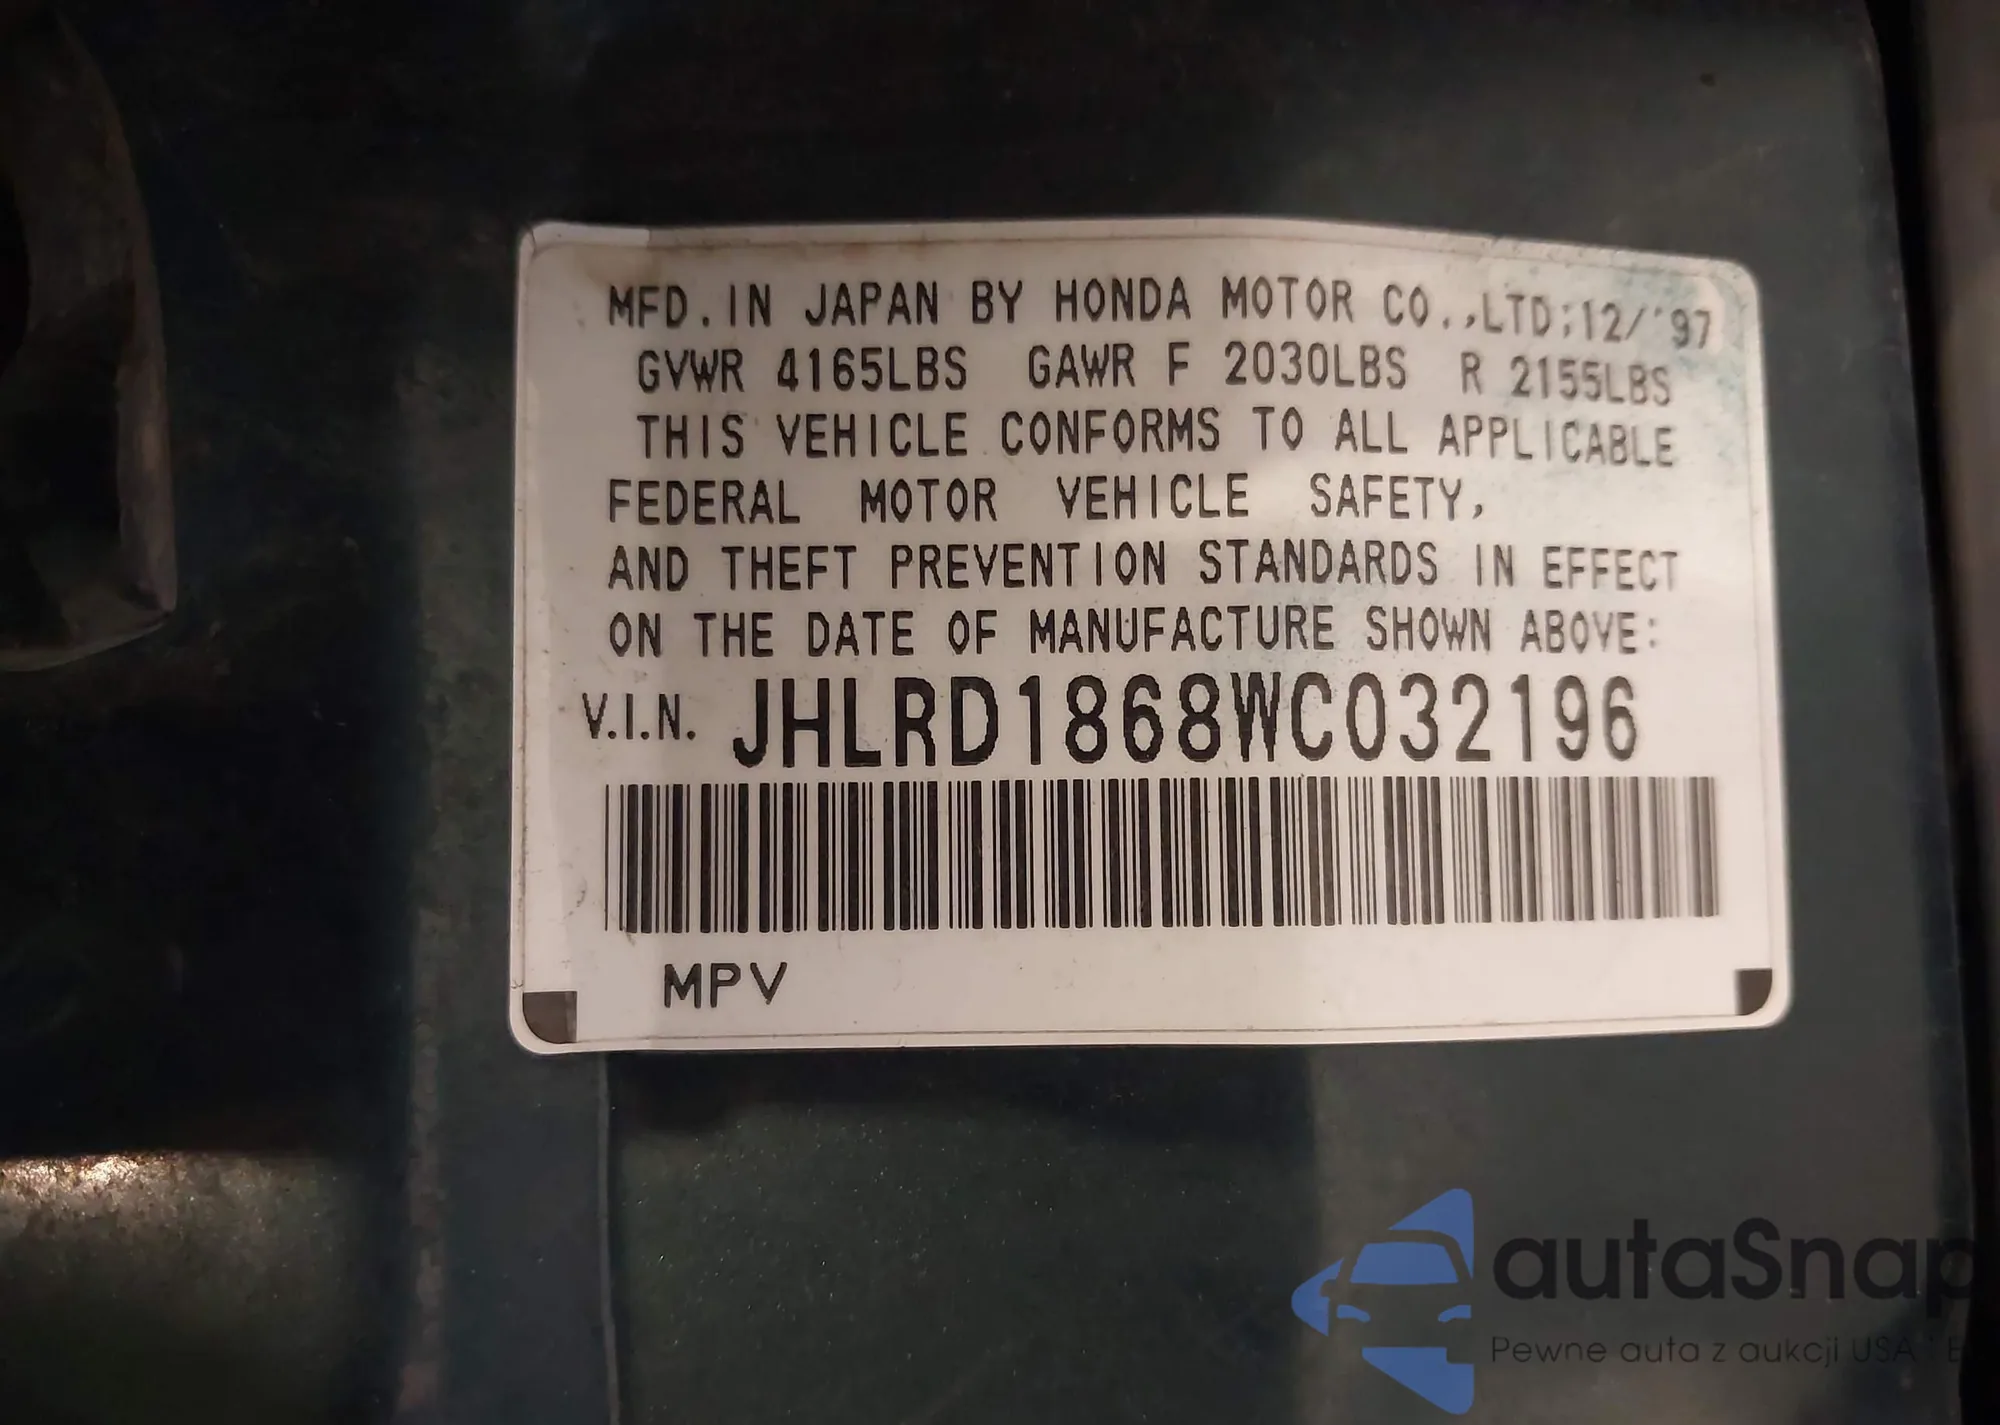 MFD. IN JAPAN BY HONDA MOTOR CO.,LTD;12/'97
GVWR 4165LBS GAWR F 2030LBS R 2155LBS
THIS VEHICLE CONFORMS TO ALL APPLICABLE
FEDERAL MOTOR VEHICLE SAFETY,
AND THEFT PREVENTION STANDARDS IN EFFECT
ON THE DATE OF MANUFACTURE SHOWN ABOVE:
V.I.N. JHLRD1868WC032196
MPV
autaSnap
Pewne auta z aukcji USA